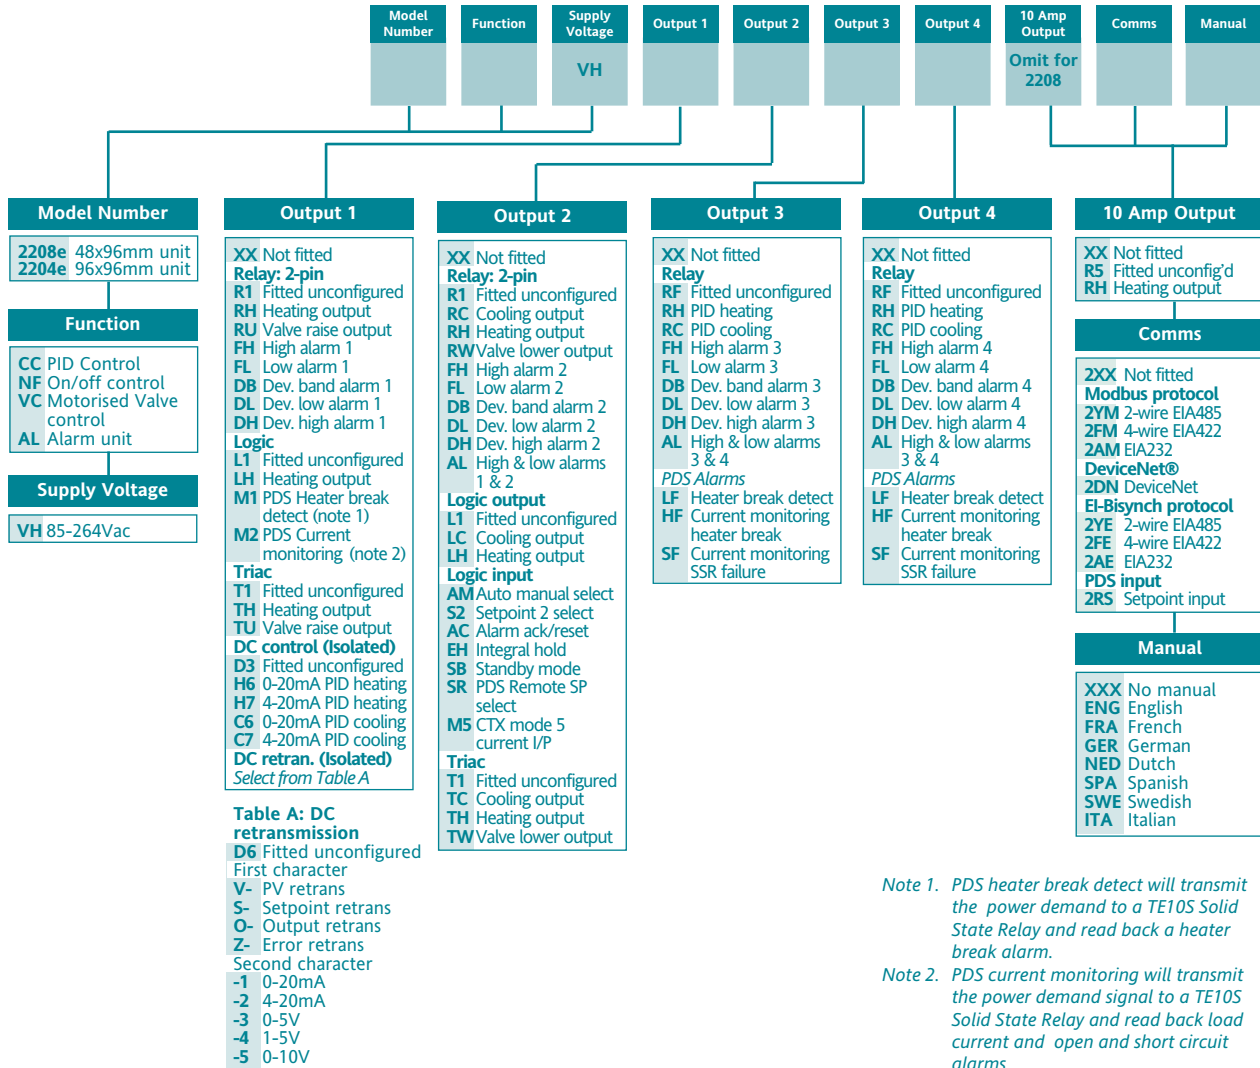 Model Number
Function
Supply Voltage
Output 1
Output 2
Output 3
Output 4
10 Amp Output
Comms
Manual
VH
Omit for 2208
Model Number
2208e 48x96mm unit
2204e 96x96mm unit
Function
CC PID Control
NF On/off control
VC Motorised Valve
control
AL Alarm unit
Supply Voltage
VH 85-264Vac
Output 1
XX Not fitted
Relay: 2-pin
R1 Fitted unconfigured
RH Heating output
RU Valve raise output
FH High alarm 1
FL Low alarm 1
DB Dev. band alarm 1
DL Dev. low alarm 1
DH Dev. high alarm 1
Logic
L1 Fitted unconfigured
LH Heating output
M1 PDS Heater break
detect (note 1)
M2 PDS Current
monitoring (note 2)
Triac
T1 Fitted unconfigured
TH Heating output
TU Valve raise output
DC control (Isolated)
D3 Fitted unconfigured
H6 0-20mA PID heating
H7 4-20mA PID heating
C6 0-20mA PID cooling
C7 4-20mA PID cooling
DC retran. (Isolated)
Select from Table A
Table A: DC
retransmission
D6 Fitted unconfigured
First character
V- PV retrans
S- Setpoint retrans
O- Output retrans
Z- Error retrans
Second character
-1 0-20mA
-2 4-20mA
-3 0-5V
-4 1-5V
-5 0-10V
Output 2
XX Not fitted
Relay: 2-pin
R1 Fitted unconfigured
RC Cooling output
RH Heating output
RW Valve lower output
FH High alarm 2
FL Low alarm 2
DB Dev. band alarm 2
DL Dev. low alarm 2
DH Dev. high alarm 2
AL High & low alarms
1 & 2
Logic output
L1 Fitted unconfigured
LC Cooling output
LH Heating output
Logic input
AM Auto manual select
S2 Setpoint 2 select
AC Alarm ack/reset
EH Integral hold
SB Standby mode
SR PDS Remote SP
select
M5 CTX mode 5
current I/P
Triac
T1 Fitted unconfigured
TC Cooling output
TH Heating output
TW Valve lower output
Output 3
XX Not fitted
Relay
RF Fitted unconfigured
RH PID heating
RC PID cooling
FH High alarm 3
FL Low alarm 3
DB Dev. band alarm 3
DL Dev. low alarm 3
DH Dev. high alarm 3
AL High & low alarms
3 & 4
PDS Alarms
LF Heater break detect
HF Current monitoring
heater break
SF Current monitoring
SSR failure
Output 4
XX Not fitted
Relay
RF Fitted unconfigured
RH PID heating
RC PID cooling
FH High alarm 4
FL Low alarm 4
DB Dev. band alarm 4
DL Dev. low alarm 4
DH Dev. high alarm 4
AL High & low alarms
3 & 4
PDS Alarms
LF Heater break detect
HF Current monitoring
heater break
SF Current monitoring
SSR failure
10 Amp Output
XX Not fitted
R5 Fitted unconfig'd
RH Heating output
Comms
2XX Not fitted
Modbus protocol
2YM 2-wire EIA485
2FM 4-wire EIA422
2AM EIA232
DeviceNet®
2DN DeviceNet
EI-Bisynch protocol
2YE 2-wire EIA485
2FE 4-wire EIA422
2AE EIA232
PDS input
2RS Setpoint input
Manual
XXX No manual
ENG English
FRA French
GER German
NED Dutch
SPA Spanish
SWE Swedish
ITA Italian
Note 1. PDS heater break detect will transmit
the power demand to a TE10S Solid
State Relay and read back a heater
break alarm.
Note 2. PDS current monitoring will transmit
the power demand signal to a TE10S
Solid State Relay and read back load
current and open and short circuit
alarms